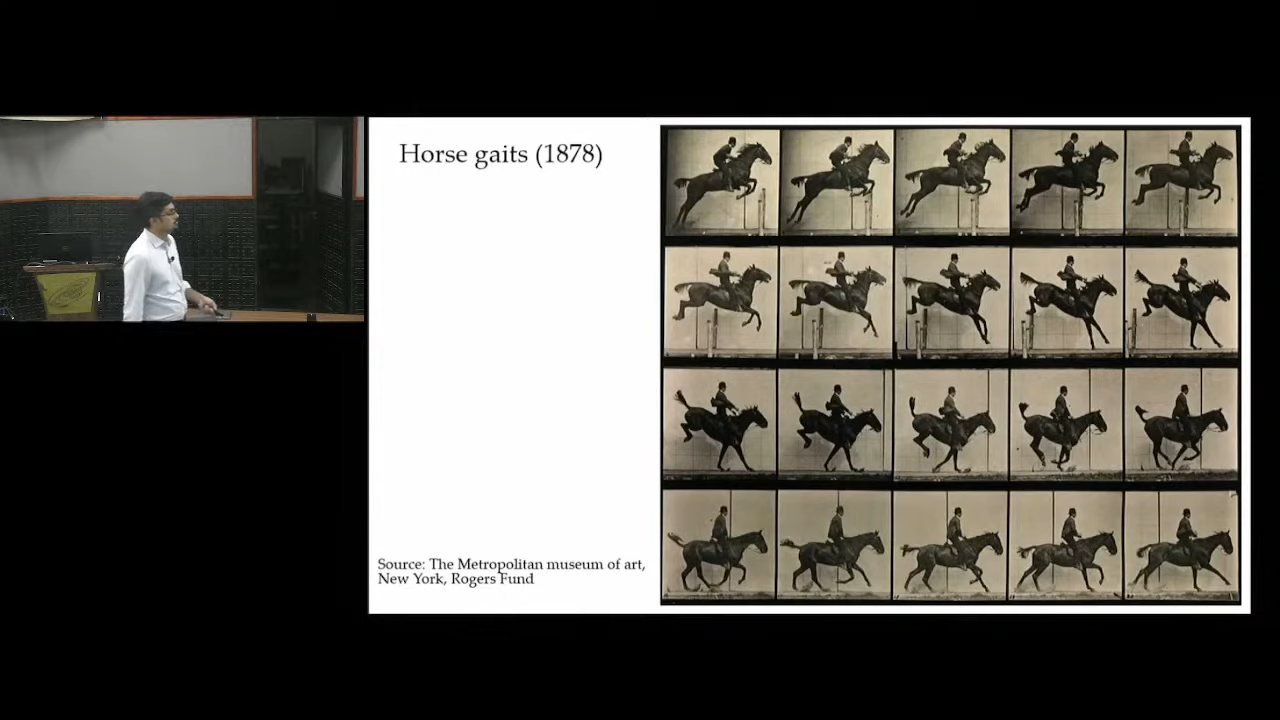 Horse gaits (1878)
Source: The Metropolitan museum of art,
New York, Rogers Fund